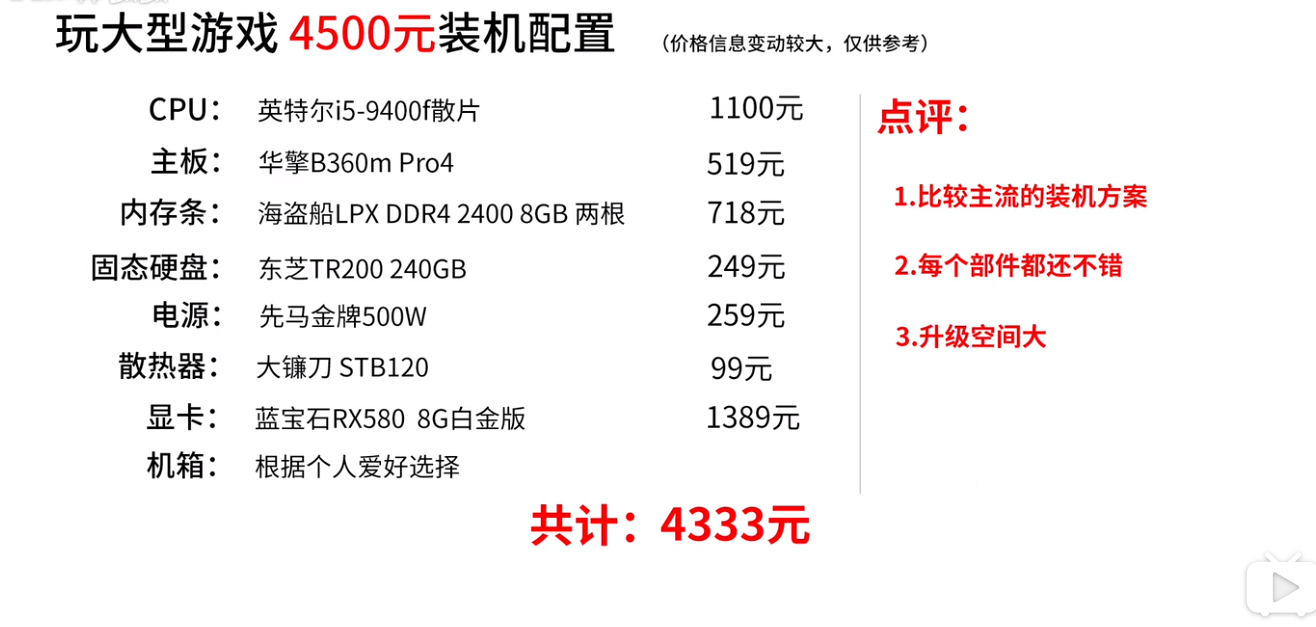 玩大型游戏 4500元装机配置 （价格信息变动较大，仅供参考）
CPU： 英特尔i5-9400f散片 1100元
主板： 华擎B360m Pro4 519元
内存条： 海盗船LPX DDR4 2400 8GB 两根 718元
固态硬盘： 东芝TR200 240GB 249元
电源： 先马金牌500W 259元
散热器： 大镰刀 STB120 99元
显卡： 蓝宝石RX580 8G白金版 1389元
机箱： 根据个人爱好选择
共计：4333元
点评：
1.比较主流的装机方案
2.每个部件都还不错
3.升级空间大